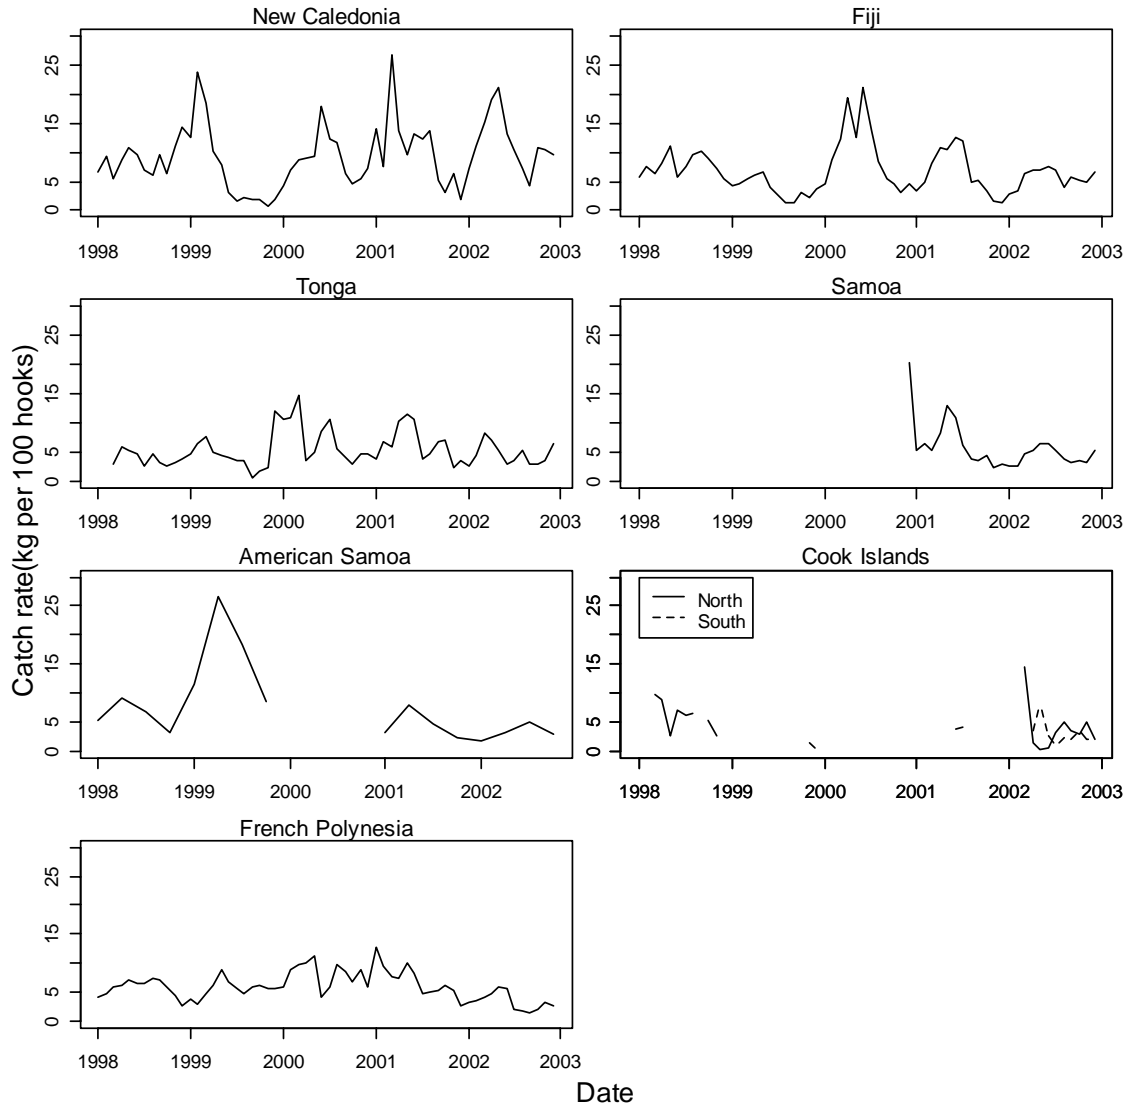 New Caledonia
Fiji
25
15
5
0
1998 1999 2000 2001 2002 2003
25
15
5
0
1998 1999 2000 2001 2002 2003
Tonga
Samoa
25
15
5
0
1998 1999 2000 2001 2002 2003
25
15
5
0
1998 1999 2000 2001 2002 2003
Catch rate(kg per 100 hooks)
American Samoa
Cook Islands
25
15
5
0
1998 1999 2000 2001 2002
North
South
25
15
5
0
1998 1999 2000 2001 2002 2003
French Polynesia
25
15
5
0
1998 1999 2000 2001 2002 2003
Date